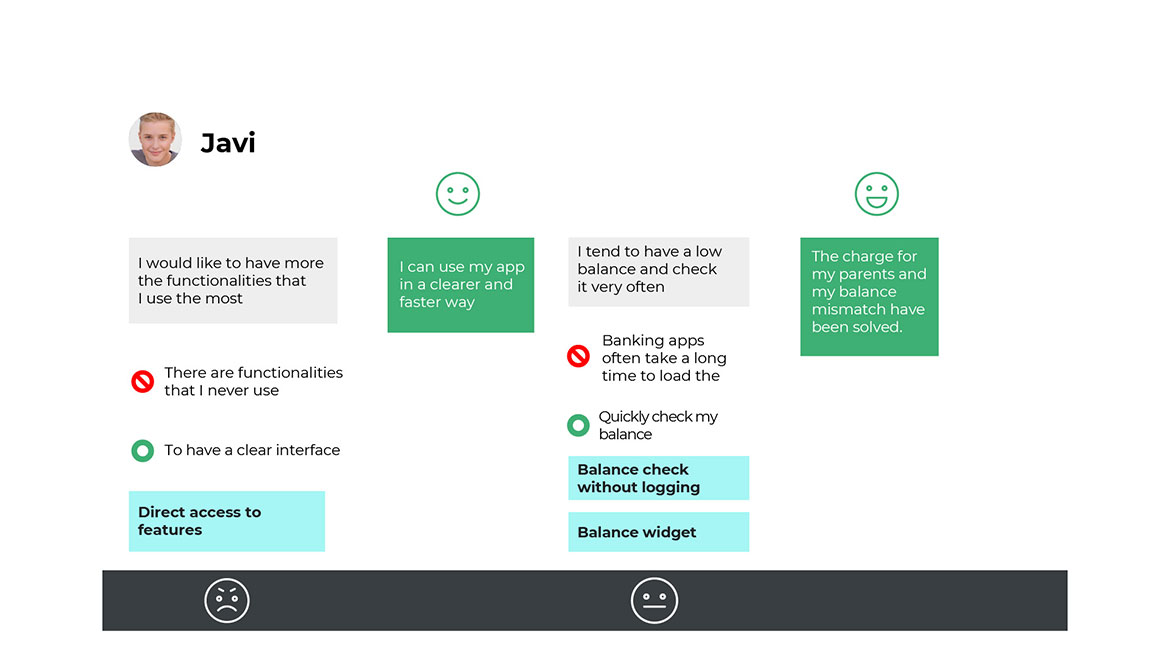 Javi
I would like to have more
the functionalities that
I use the most
There are functionalities
that I never use
To have a clear interface
Direct access to
features
I can use my app
in a clearer and
faster way
I tend to have a low
balance and check
it very often
Banking apps
often take a long
time to load the
Quickly check my
balance
Balance check
without logging
Balance widget
The charge for
my parents and
my balance
mismatch have
been solved.